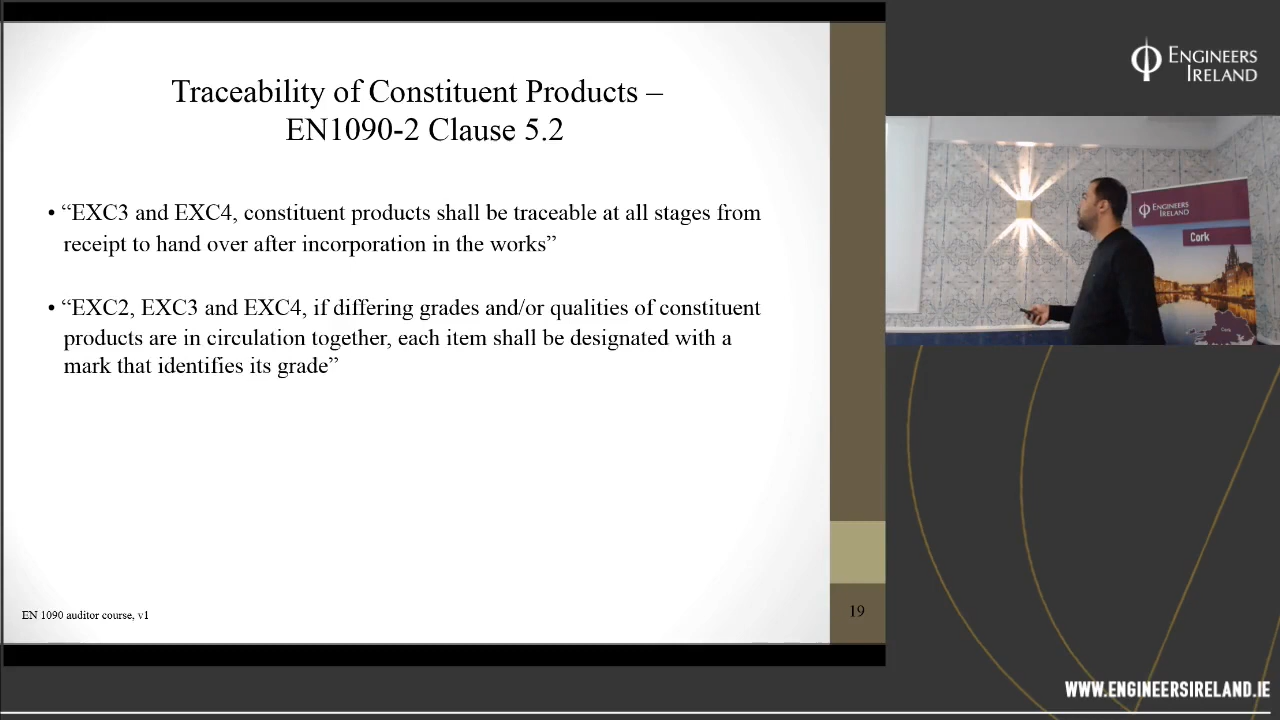 Traceability of Constituent Products –
EN1090-2 Clause 5.2
• “EXC3 and EXC4, constituent products shall be traceable at all stages from
receipt to hand over after incorporation in the works”
• “EXC2, EXC3 and EXC4, if differing grades and/or qualities of constituent
products are in circulation together, each item shall be designated with a
mark that identifies its grade”
EN 1090 auditor course, v1
19
ENGINEERS
IRELAND
ENGINEERS
IRELAND
Cork
WWW.ENGINEERSIRELAND.IE